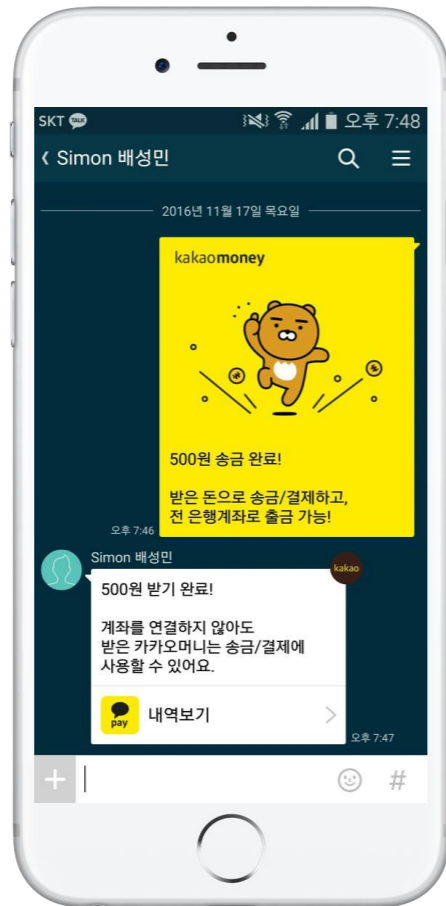 SKT TALK 오후 7:48
< Simon 배성민
2016년 11월 17일 목요일
kakaomoney
500원 송금 완료!
받은 돈으로 송금/결제하고,
전 은행계좌로 출금 가능!
오후 7:46
Simon 배성민
kakao
500원 받기 완료!
계좌를 연결하지 않아도
받은 카카오머니는 송금/결제에
사용할 수 있어요.
pay 내역보기 >
오후 7:47
+ #